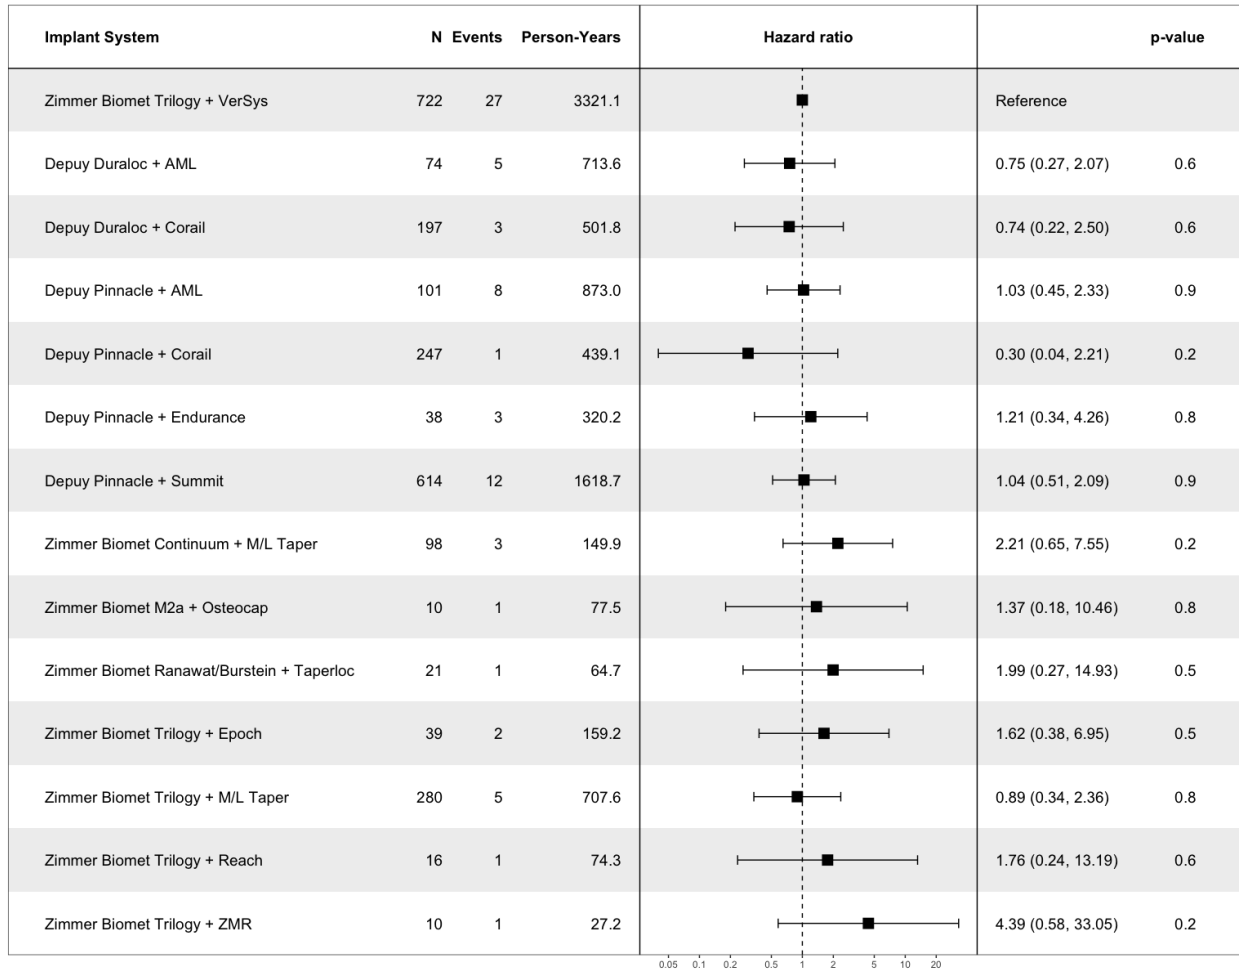 Implant System N Events Person-Years Hazard ratio p-value
Zimmer Biomet Trilogy + VerSys 722 27 3321.1 Reference
Depuy Duraloc + AML 74 5 713.6 0.75 (0.27, 2.07) 0.6
Depuy Duraloc + Corail 197 3 501.8 0.74 (0.22, 2.50) 0.6
Depuy Pinnacle + AML 101 8 873.0 1.03 (0.45, 2.33) 0.9
Depuy Pinnacle + Corail 247 1 439.1 0.30 (0.04, 2.21) 0.2
Depuy Pinnacle + Endurance 38 3 320.2 1.21 (0.34, 4.26) 0.8
Depuy Pinnacle + Summit 614 12 1618.7 1.04 (0.51, 2.09) 0.9
Zimmer Biomet Continuum + M/L Taper 98 3 149.9 2.21 (0.65, 7.55) 0.2
Zimmer Biomet M2a + Osteocap 10 1 77.5 1.37 (0.18, 10.46) 0.8
Zimmer Biomet Ranawat/Burstein + Taperloc 21 1 64.7 1.99 (0.27, 14.93) 0.5
Zimmer Biomet Trilogy + Epoch 39 2 159.2 1.62 (0.38, 6.95) 0.5
Zimmer Biomet Trilogy + M/L Taper 280 5 707.6 0.89 (0.34, 2.36) 0.8
Zimmer Biomet Trilogy + Reach 16 1 74.3 1.76 (0.24, 13.19) 0.6
Zimmer Biomet Trilogy + ZMR 10 1 27.2 4.39 (0.58, 33.05) 0.2
0.05 0.1 0.2 0.5 1 2 5 10 20